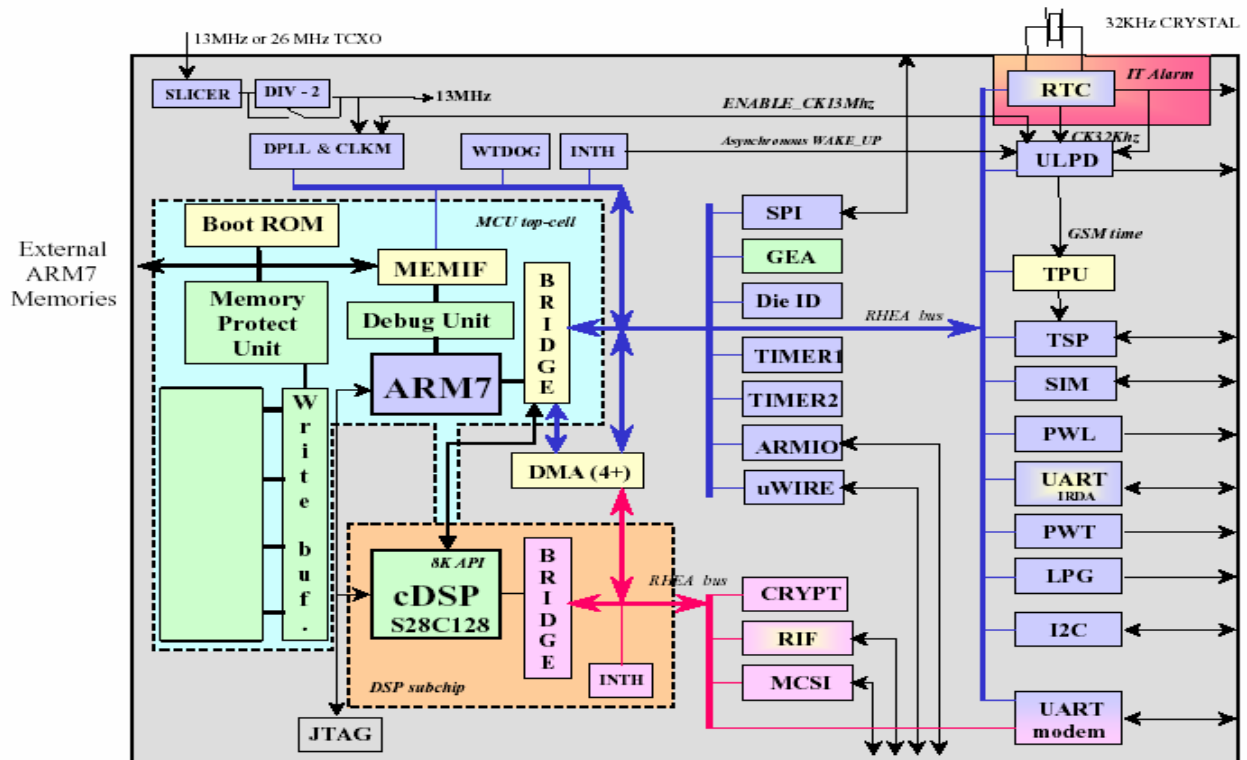 13MHz or 26 MHz TCXO
32KHz CRYSTAL
SLICER
DIV - 2
13MHz
ENABLE_CK13Mhz
RTC
IT Alarm
CK32Khz
DPLL & CLKM
WTDOG
INTH
Asynchronous WAKE_UP
ULPD
GSM time
External
ARM7
Memories
Boot ROM
MCU top-cell
MEMIF
Memory
Protect
Unit
Debug Unit
ARM7
BRIDGE
Write buf.
DMA (4+)
SPI
GEA
Die ID
RHEA bus
TIMER1
TIMER2
ARMIO
uWIRE
TPU
TSP
SIM
PWL
UART
IRDA
PWT
LPG
I2C
UART
modem
8K API
cDSP
S28C128
BRIDGE
RHEA bus
INTH
DSP subchip
CRYPT
RIF
MCSI
JTAG